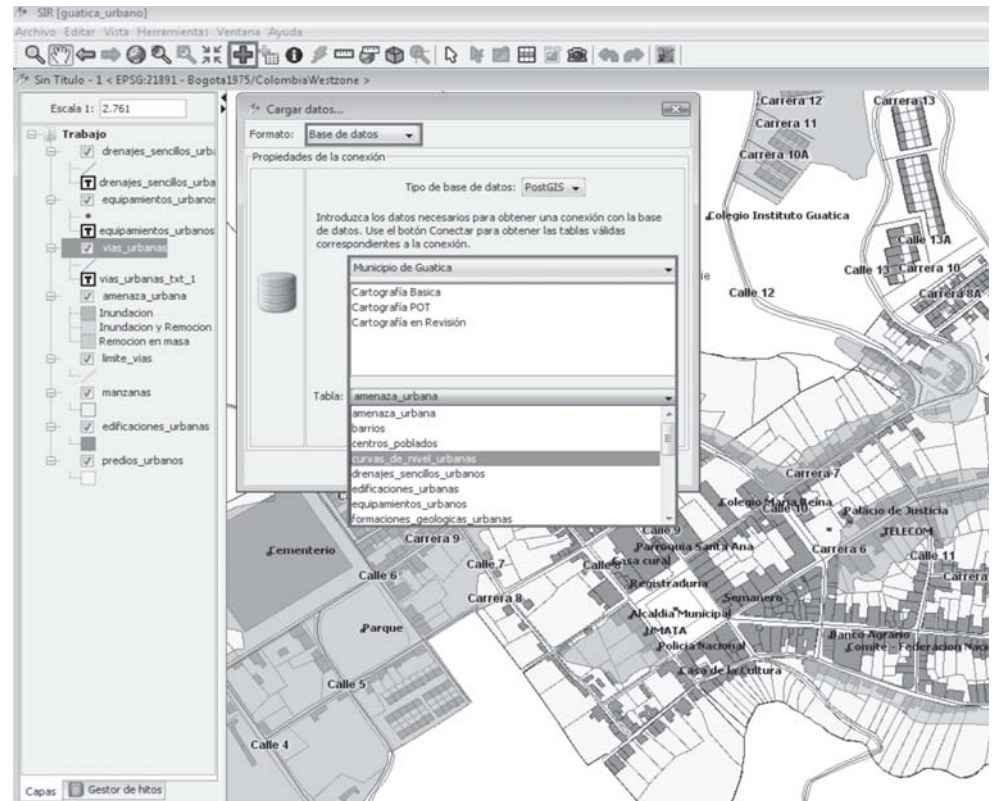 SIR [guatica_urbano]
Archivo Editar Vista Herramientas Ventana Ayuda
Sin Titulo - 1 < EPSG:21891 - Bogota1975/ColombiaWestzone >
Escala 1: 2.761
Trabajo
drenajes_sencillos_urb
drenajes_sencillos_urba
equipamientos_urbanos
equipamientos_urbanos
vias_urbanas
vias_urbanas_txt_1
amenaza_urbana
Inundacion
Inundacion y Remocion
Remocion en masa
limite_vias
manzanas
edificaciones_urbanas
predios_urbanos
Capas
Gestor de hitos
Cargar datos...
Formato: Base de datos
Propiedades de la conexión
Tipo de base de datos: PostGIS
Introduzca los datos necesarios para obtener una conexión con la base
de datos. Use el botón Conectar para obtener las tablas válidas
correspondientes a la conexión.
Municipio de Guatica
Cartografía Basica
Cartografía POT
Cartografía en Revisión
Tabla: amenaza_urbana
amenaza_urbana
barrios
centros_poblados
curvas_de_nivel_urbanas
drenajes_sencillos_urbanos
edificaciones_urbanas
equipamientos_urbanos
formaciones_geologicas_urbanas
Carrera 12
Carrera 13
Carrera 11
Carrera 10A
Colegio Instituto Guatica
Calle 13A
Calle 13
Carrera 10
Calle 12
Carrera 8A
Carrera 7
Colegio Maria Reina
Calle 10
Palacio de Justicia
TELECOM
Calle 9
Carrera 9
Parroquia Santa Ana
Carrera 6
Calle 11
Cementerio
Calle 7
Calle 8
Casa cural
Carrera
Calle 6
Registraduria
Carrera 8
Semanero
Alcaldia Municipal
Parque
UMATA
Banco Agrario
Policia Nacional
Comite - Federacion Nac
Casa de la Cultura
Calle 5
Calle 4